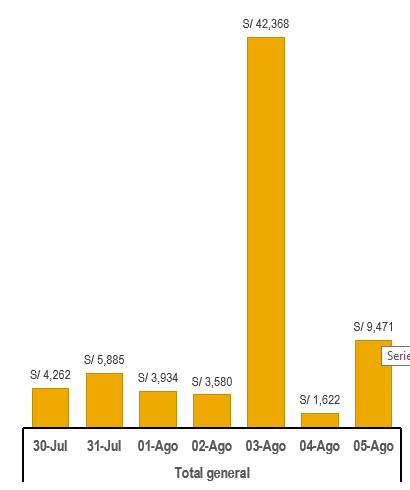 S/ 42,368
S/ 9,471
S/ 5,885
S/ 4,262
S/ 3,934
S/ 3,580
S/ 1,622
Serie
30-Jul 31-Jul 01-Ago 02-Ago 03-Ago 04-Ago 05-Ago
Total general